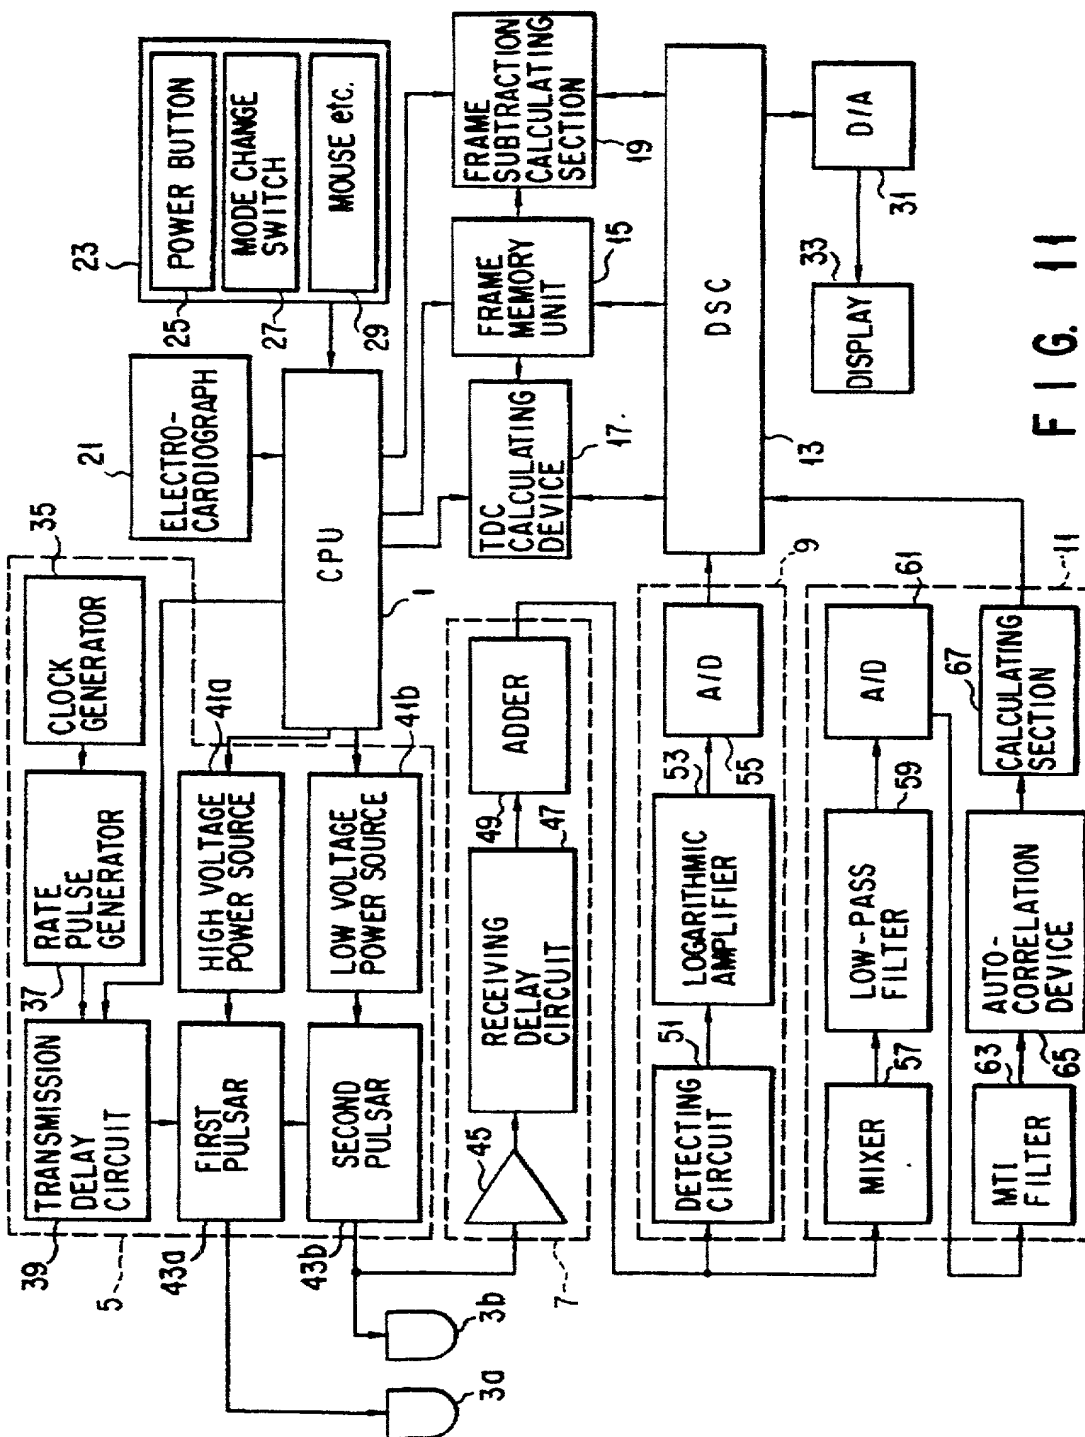 35
CLOCK
GENERATOR
37
RATE
PULSE
GENERATOR
39
TRANSMISSION
DELAY
CIRCUIT
5
41a
HIGH VOLTAGE
POWER SOURCE
43a
FIRST
PULSAR
41b
LOW VOLTAGE
POWER SOURCE
43b
SECOND
PULSAR
3a
3b
21
ELECTRO-
CARDIOGRAPH
23
25
POWER BUTTON
27
MODE CHANGE
SWITCH
29
MOUSE etc.
CPU
1
7
45
RECEIVING
DELAY
CIRCUIT
47
49
ADDER
TDC
CALCULATING
DEVICE
17.
FRAME
MEMORY
UNIT
15
FRAME
SUBTRACTION
CALCULATING
SECTION
19
9
51
DETECTING
CIRCUIT
53
LOGARITHMIC
AMPLIFIER
55
A/D
DSC
13
11
57
MIXER
59
LOW-PASS
FILTER
61
A/D
63
MTI
FILTER
65
AUTO-
CORRELATION
DEVICE
67
CALCULATING
SECTION
33
DISPLAY
31
D/A
FIG. 11